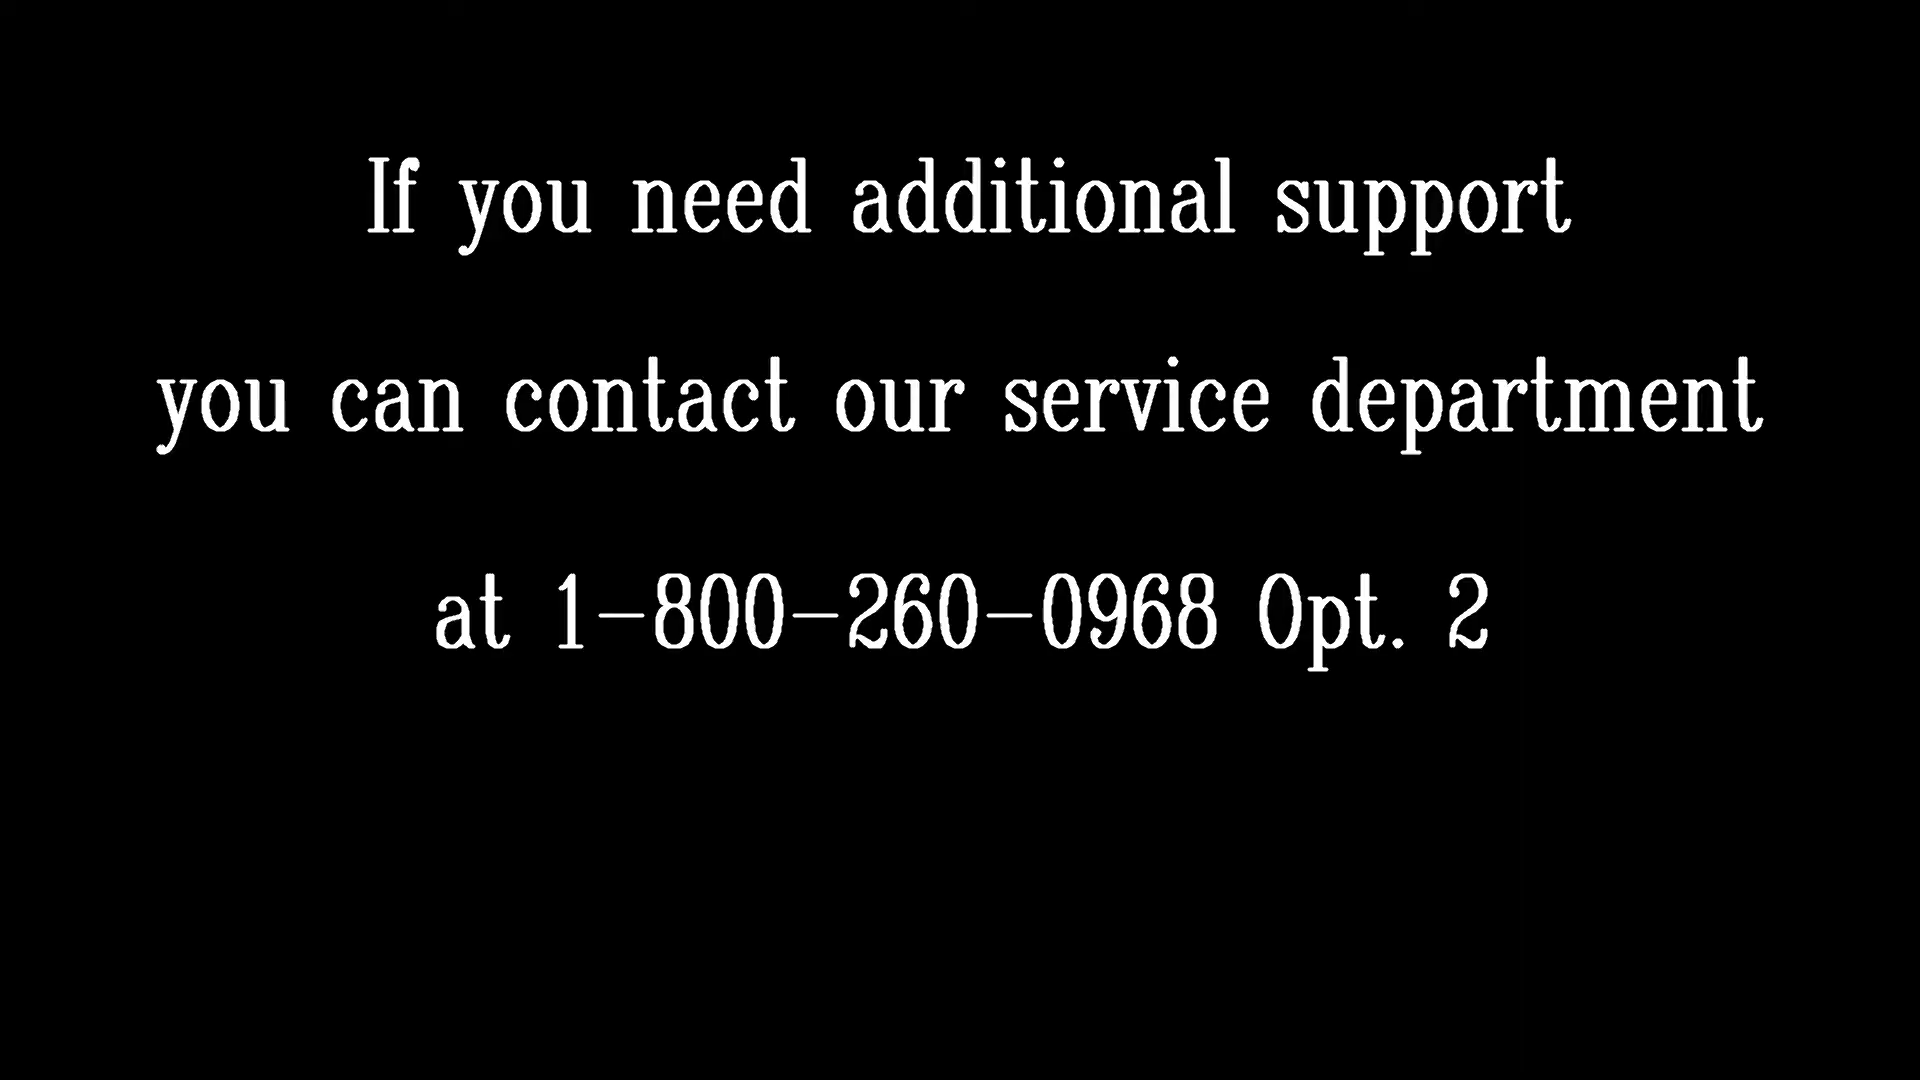 If you need additional support
you can contact our service department
at 1-800-260-0968 Opt. 2